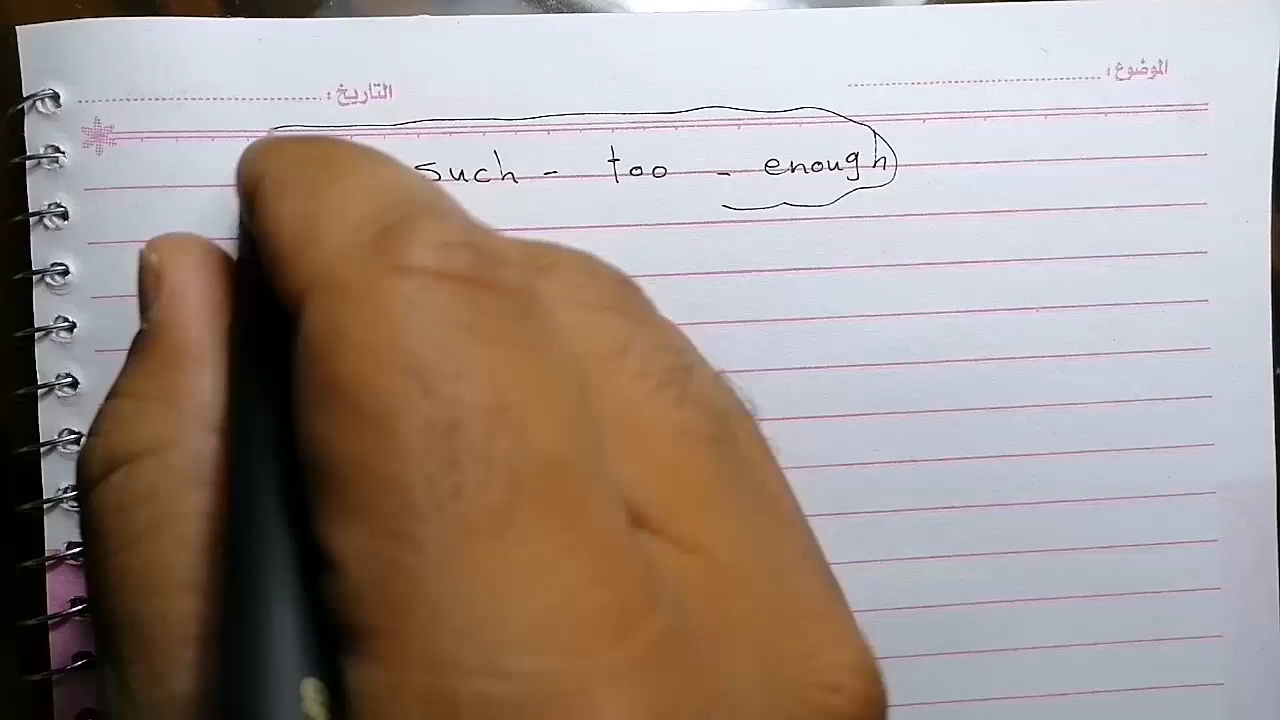 الموضوع : التاريخ :
such - too - enough